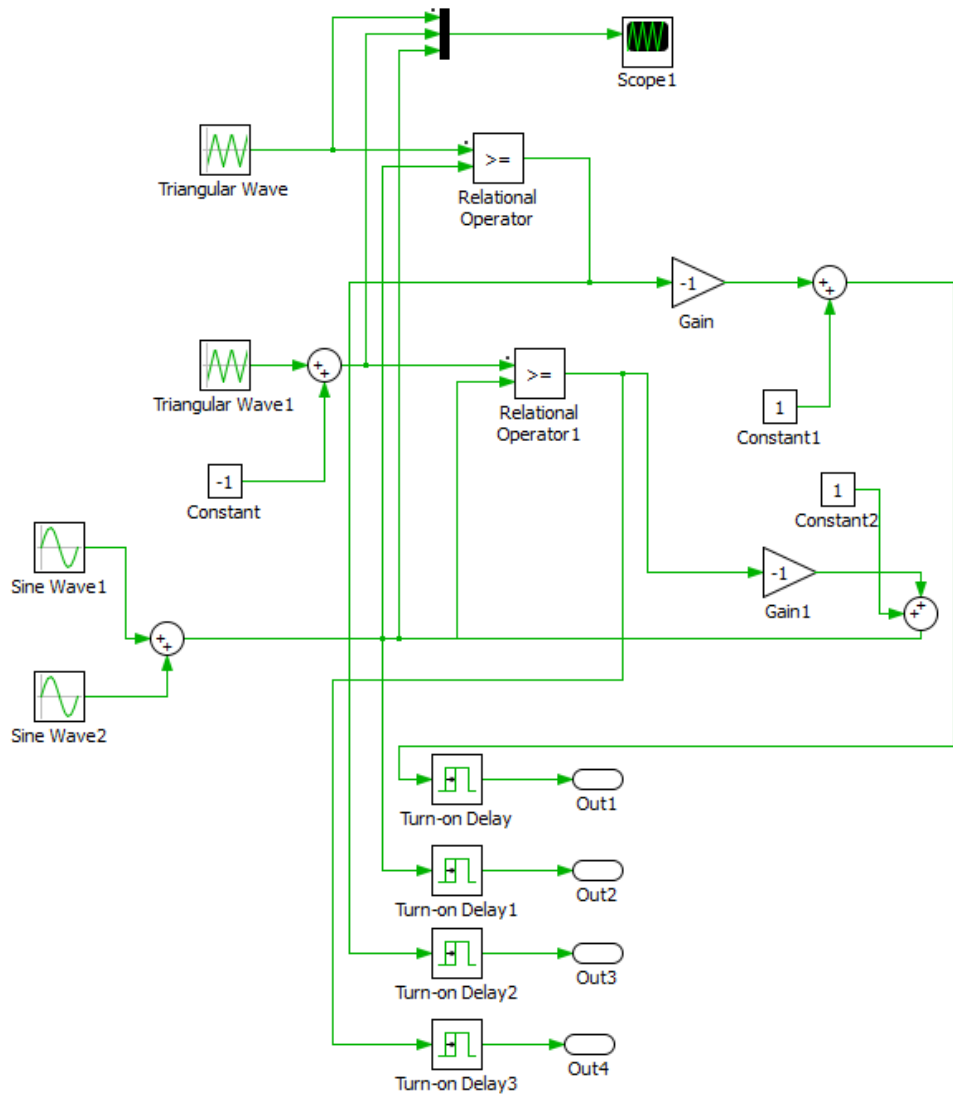 Scope1
Triangular Wave
>=
Relational
Operator
-1
Gain
+
+
Triangular Wave1
+
+
>=
Relational
Operator1
1
Constant1
-1
Constant
1
Constant2
Sine Wave1
-1
Gain1
+
+
+
+
Sine Wave2
Turn-on Delay
Out1
Turn-on Delay1
Out2
Turn-on Delay2
Out3
Turn-on Delay3
Out4